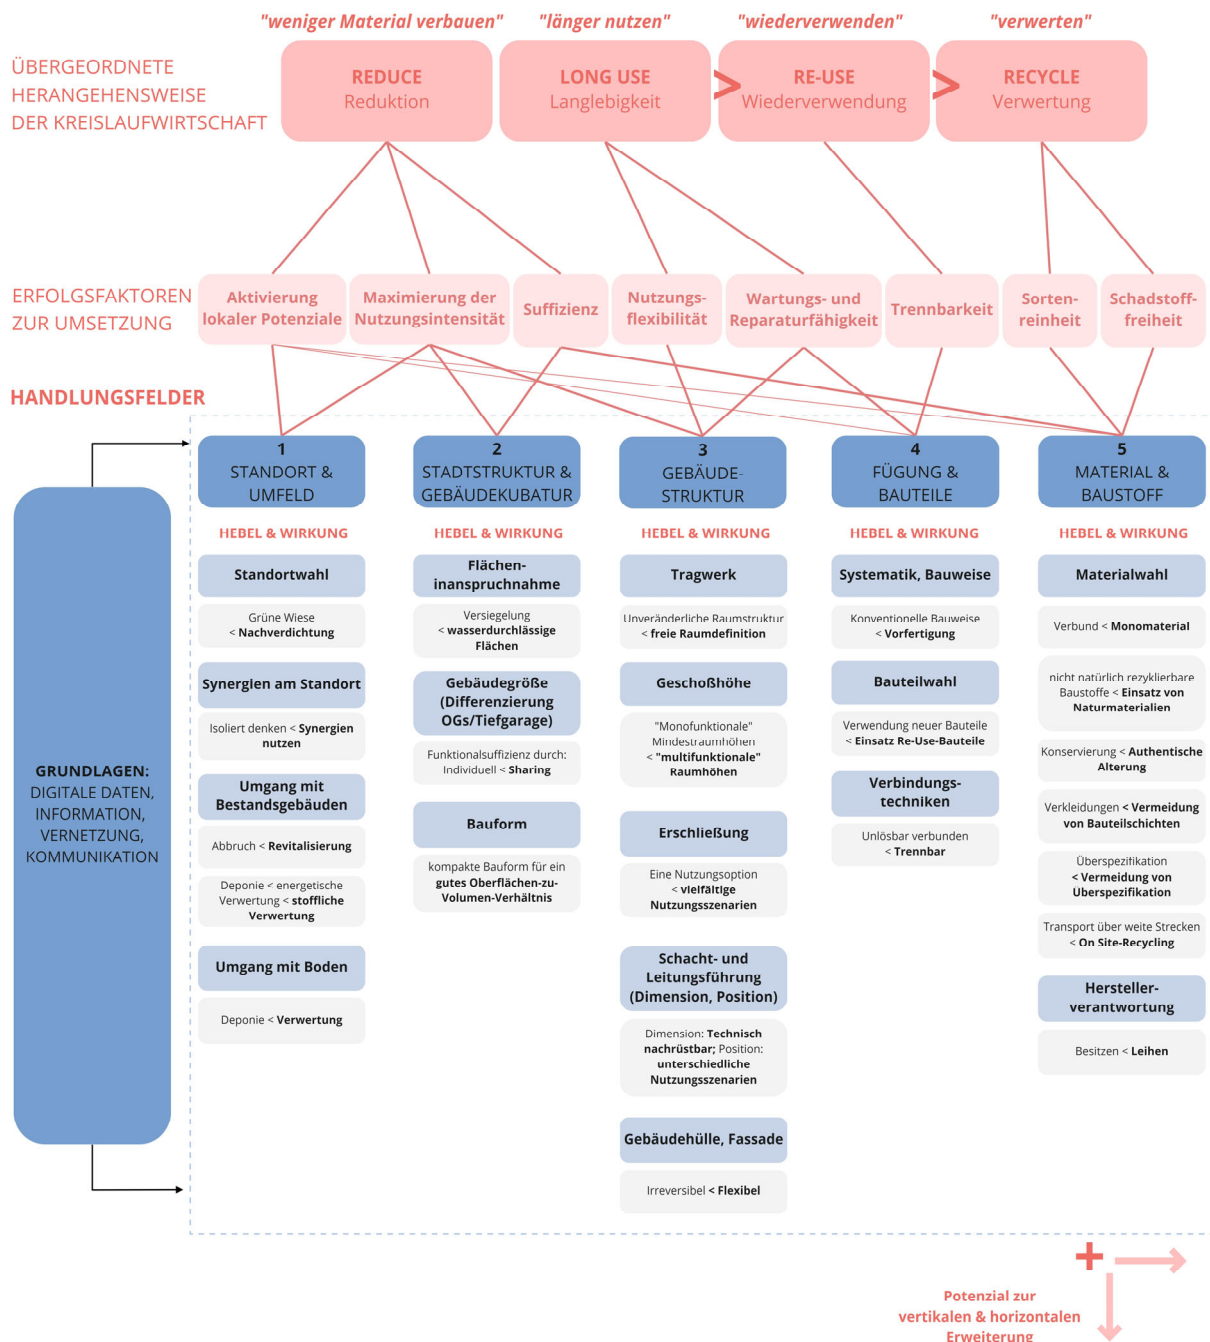 "weniger Material verbauen"
"länger nutzen"
"wiederverwenden"
"verwerten"
ÜBERGEORDNETE
HERANGEHENSWEISE
DER KREISLAUFWIRTSCHAFT
REDUCE
Reduktion
LONG USE
Langlebigkeit
>
RE-USE
Wiederverwendung
>
RECYCLE
Verwertung
ERFOLGSFAKTOREN
ZUR UMSETZUNG
Aktivierung
lokaler Potenziale
Maximierung der
Nutzungsintensität
Suffizienz
Nutzungs-
flexibilität
Wartungs- und
Reparaturfähigkeit
Trennbarkeit
Sorten-
reinheit
Schadstoff-
freiheit
HANDLUNGSFELDER
GRUNDLAGEN:
DIGITALE DATEN,
INFORMATION,
VERNETZUNG,
KOMMUNIKATION
1
STANDORT &
UMFELD
HEBEL & WIRKUNG
Standortwahl
Grüne Wiese
< Nachverdichtung
Synergien am Standort
Isoliert denken < Synergien
nutzen
Umgang mit
Bestandsgebäuden
Abbruch < Revitalisierung
Deponie < energetische
Verwertung < stoffliche
Verwertung
Umgang mit Boden
Deponie < Verwertung
2
STADTSTRUKTUR &
GEBÄUDEKUBATUR
HEBEL & WIRKUNG
Flächen-
inanspruchnahme
Versiegelung
< wasserdurchlässige
Flächen
Gebäudegröße
(Differenzierung
OGs/Tiefgarage)
Funktionalsuffizienz durch:
Individuell < Sharing
Bauform
kompakte Bauform für ein
gutes Oberflächen-zu-
Volumen-Verhältnis
3
GEBÄUDE-
STRUKTUR
HEBEL & WIRKUNG
Tragwerk
Unveränderliche Raumstruktur
< freie Raumdefinition
Geschoßhöhe
"Monofunktionale"
Mindestraumhöhen
< "multifunktionale"
Raumhöhen
Erschließung
Eine Nutzungsoption
< vielfältige
Nutzungsszenarien
Schacht- und
Leitungsführung
(Dimension, Position)
Dimension: Technisch
nachrüstbar; Position:
unterschiedliche
Nutzungsszenarien
Gebäudehülle, Fassade
Irreversibel < Flexibel
4
FÜGUNG &
BAUTEILE
HEBEL & WIRKUNG
Systematik, Bauweise
Konventionelle Bauweise
< Vorfertigung
Bauteilwahl
Verwendung neuer Bauteile
< Einsatz Re-Use-Bauteile
Verbindungs-
techniken
Unlösbar verbunden
< Trennbar
5
MATERIAL &
BAUSTOFF
HEBEL & WIRKUNG
Materialwahl
Verbund < Monomaterial
nicht natürlich rezyklierbare
Baustoffe < Einsatz von
Naturmaterialien
Konservierung < Authentische
Alterung
Verkleidungen < Vermeidung
von Bauteilschichten
Überspezifikation
< Vermeidung von
Überspezifikation
Transport über weite Strecken
< On Site-Recycling
Hersteller-
verantwortung
Besitzen < Leihen
+
Potenzial zur
vertikalen & horizontalen
Erweiterung